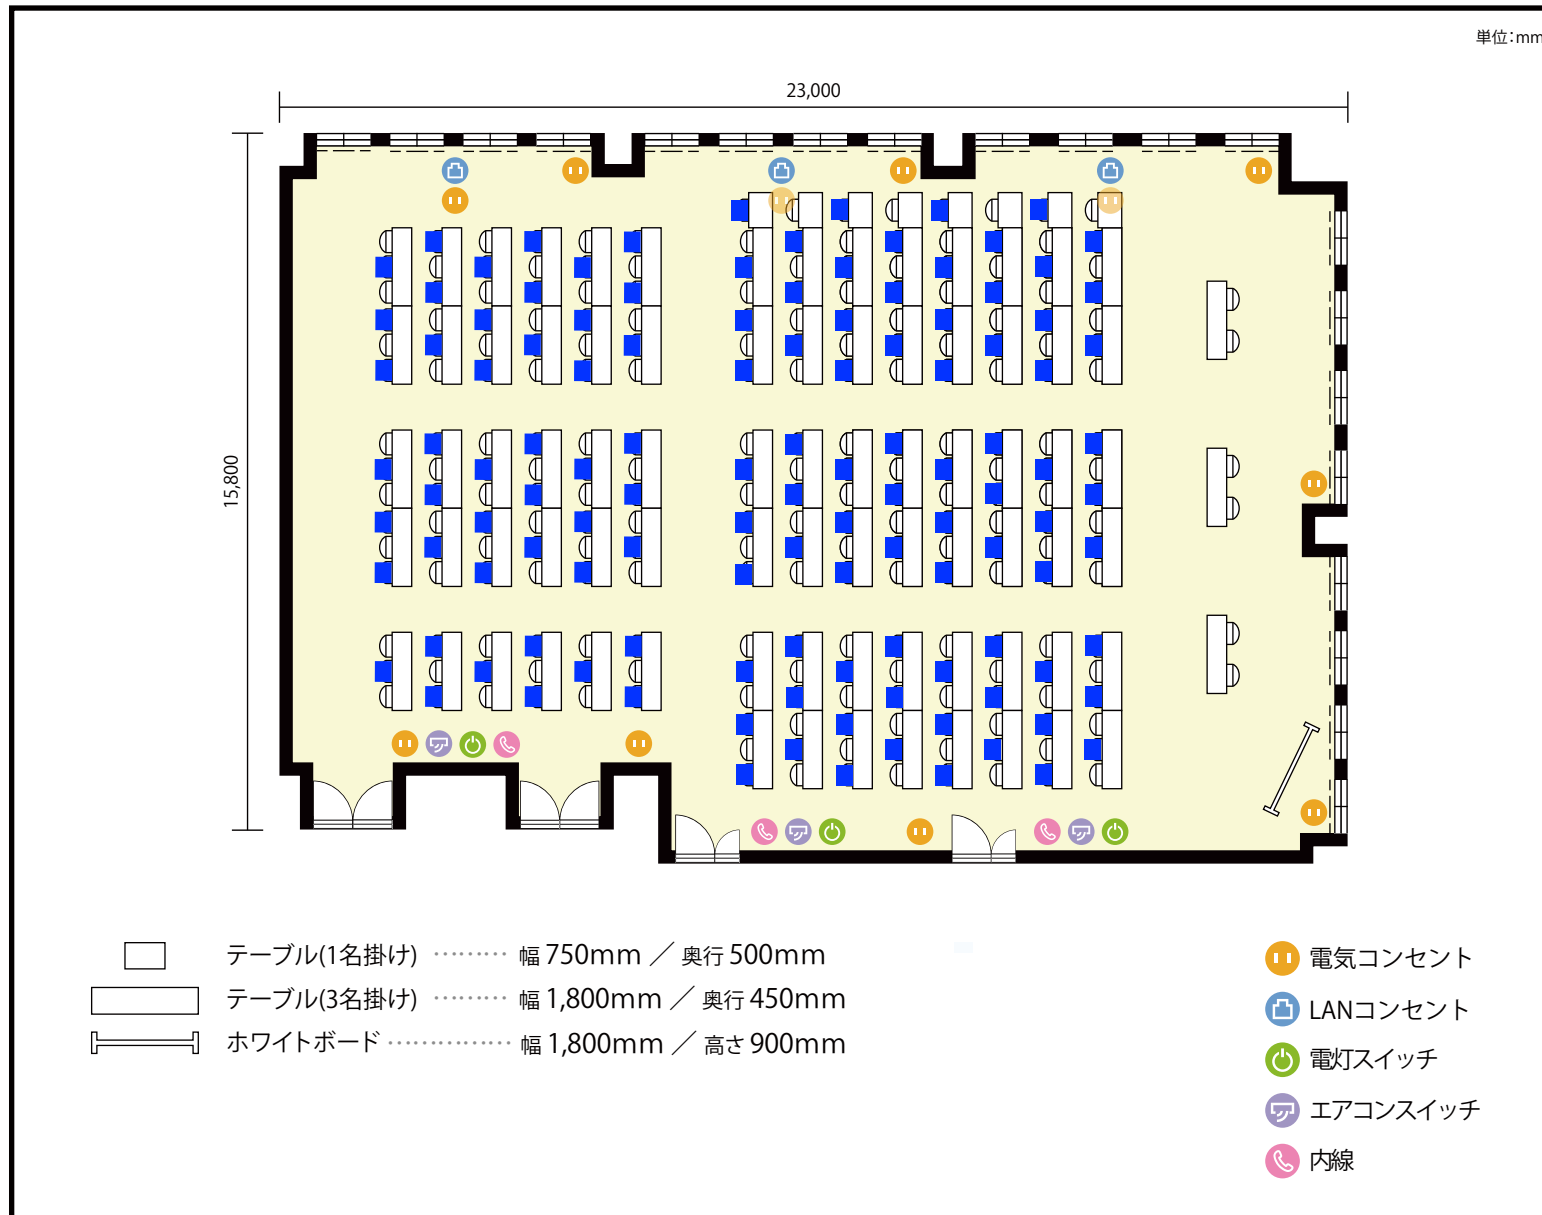 単位:mm
23,000
15,800
テーブル(1名掛け) ‥‥‥‥ 幅 750mm ／ 奥行 500mm
テーブル(3名掛け) ‥‥‥‥ 幅 1,800mm ／ 奥行 450mm
ホワイトボード ‥‥‥‥‥‥‥ 幅 1,800mm ／ 高さ 900mm
電気コンセント
LANコンセント
電灯スイッチ
エアコンスイッチ
内線